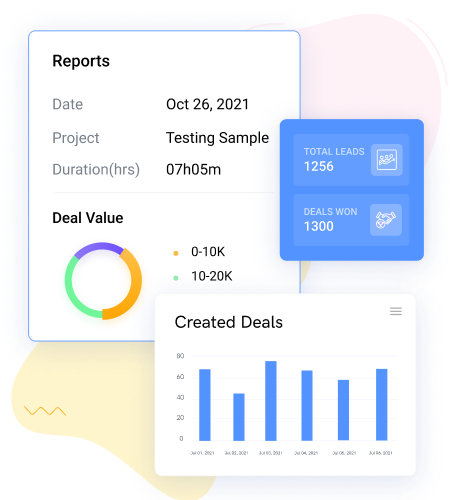 Reports
Date Oct 26, 2021
Project Testing Sample
Duration(hrs) 07h05m
Deal Value
0-10K
10-20K
TOTAL LEADS
1256
DEALS WON
1300
Created Deals
80
60
40
20
0
Jul 01, 2021 Jul 02, 2021 Jul 03, 2021 Jul 04, 2021 Jul 05, 2021 Jul 06, 2021